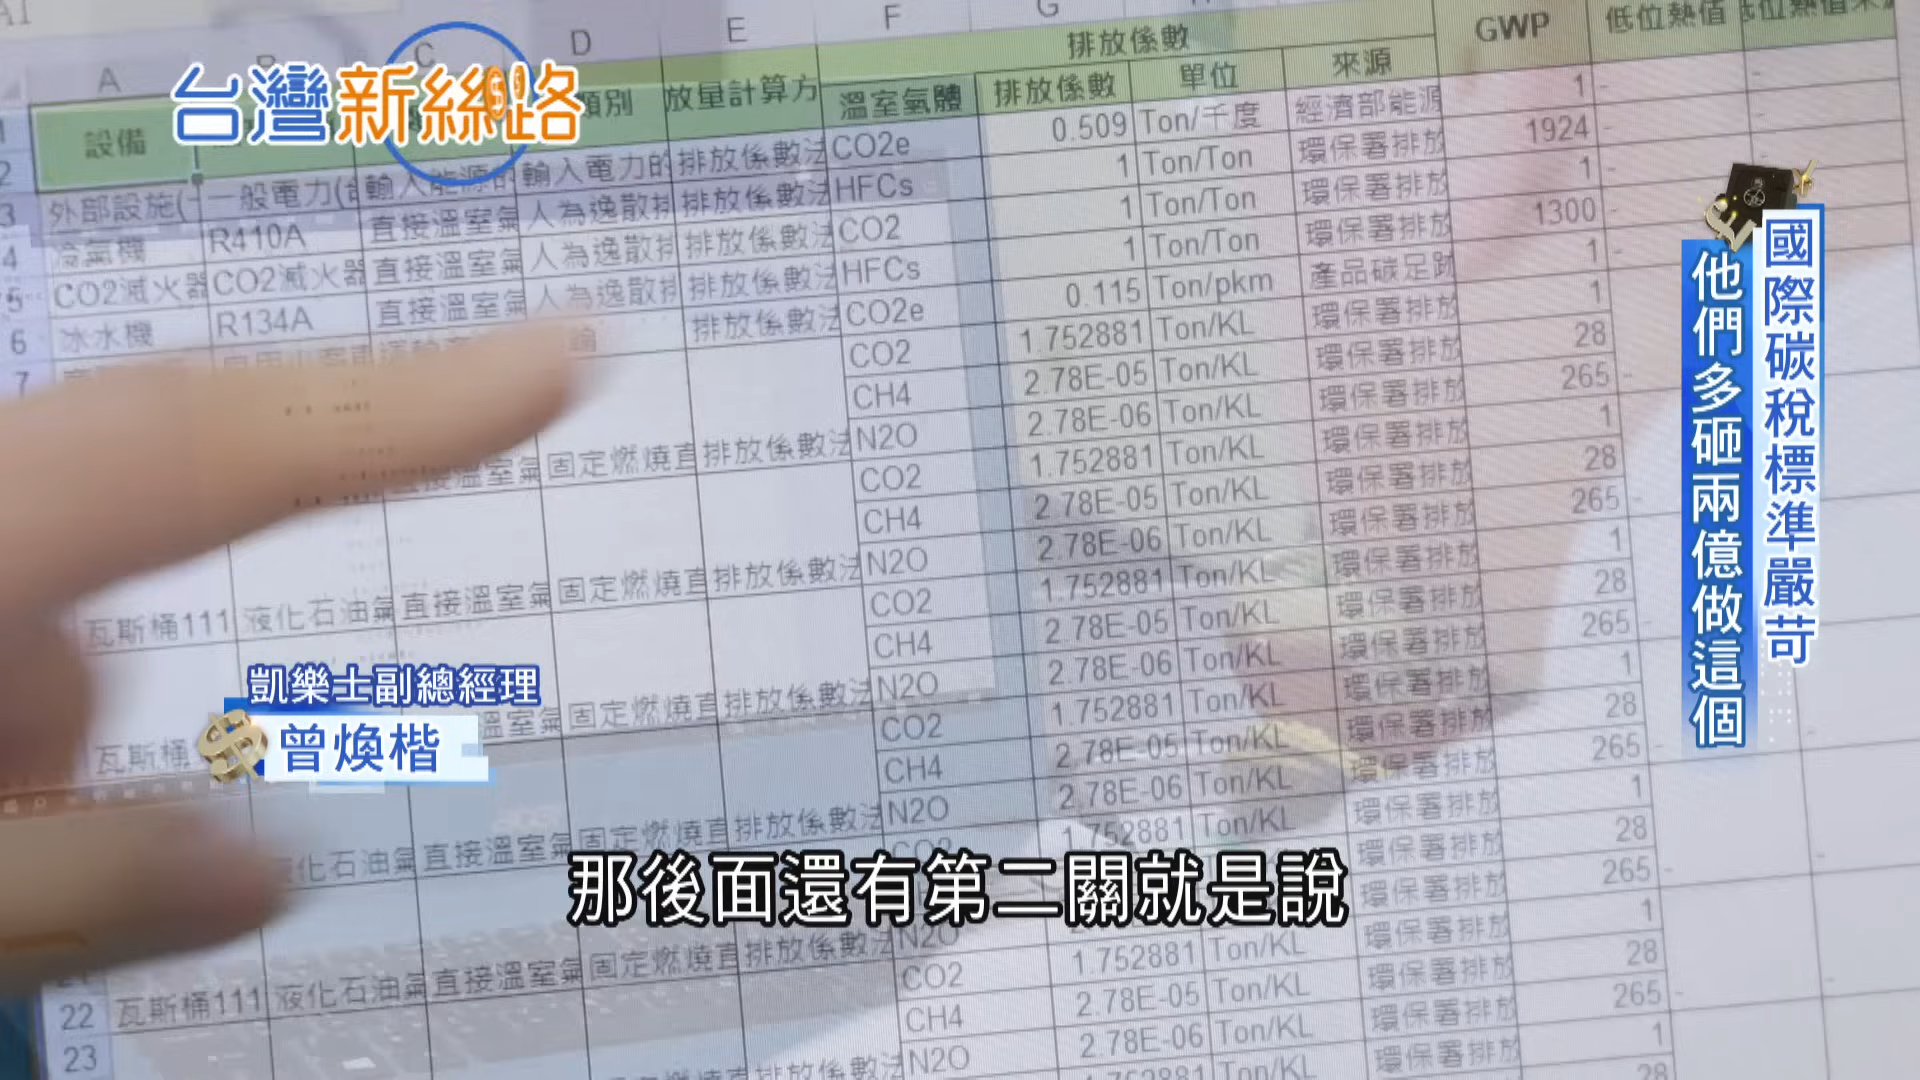 台灣新絲路
A
D
E
F
G
排放係數
GWP
低位熱值
設備
類別
放量計算方
溫室氣體
排放係數
單位
來源
外部設施(
一般電力(
輸入能源的
輸入電力的
排放係數法
CO2e
0.509
Ton/千度
經濟部能源
1
冷氣機
R410A
直接溫室氣
人為逸散排
排放係數法
HFCs
1
Ton/Ton
環保署排放
1924
CO2滅火器
CO2滅火器
直接溫室氣
人為逸散排
排放係數法
CO2
1
Ton/Ton
環保署排放
1
冰水機
R134A
直接溫室氣
人為逸散排
排放係數法
HFCs
1
Ton/Ton
環保署排放
1300
排放係數法
CO2e
0.115
Ton/pkm
產品碳足跡
1
CO2
1.752881
Ton/KL
環保署排放
1
CH4
2.78E-05
Ton/KL
環保署排放
28
固定燃燒直
排放係數法
N2O
2.78E-06
Ton/KL
環保署排放
265
CO2
1.752881
Ton/KL
環保署排放
1
CH4
2.78E-05
Ton/KL
環保署排放
28
瓦斯桶111
液化石油氣
直接溫室氣
固定燃燒直
排放係數法
N2O
2.78E-06
Ton/KL
環保署排放
265
CO2
1.752881
Ton/KL
環保署排放
1
CH4
2.78E-05
Ton/KL
環保署排放
28
瓦斯桶
溫室氣
固定燃燒直
排放係數法
N2O
2.78E-06
Ton/KL
環保署排放
265
CO2
1.752881
Ton/KL
環保署排放
1
CH4
2.78E-05
Ton/KL
環保署排放
28
化石油氣
直接溫室氣
固定燃燒直
排放係數法
N2O
2.78E-06
Ton/KL
環保署排放
265
1.752881
Ton/KL
環保署排放
1
28
22
瓦斯桶111
液化石油氣
直接溫室氣
固定燃燒直
排放係數法
N2O
環保署排放
265
23
CO2
1.752881
Ton/KL
環保署排放
1
CH4
2.78E-05
Ton/KL
環保署排放
28
N2O
2.78E-06
Ton/KL
環保署排放
265
國際碳稅標準嚴苛
他們多砸兩億做這個
凱樂士副總經理
曾煥楷
那後面還有第二關就是說